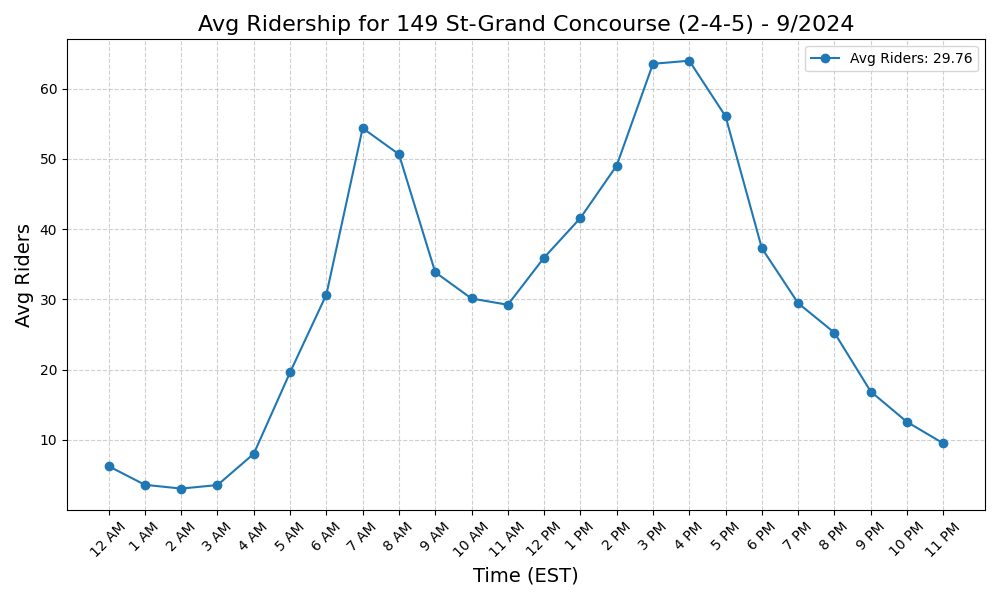 Avg Ridership for 149 St-Grand Concourse (2-4-5) - 9/2024
Avg Riders: 29.76
Avg Riders
60
50
40
30
20
10
12 AM
1 AM
2 AM
3 AM
4 AM
5 AM
6 AM
7 AM
8 AM
9 AM
10 AM
11 AM
12 PM
1 PM
2 PM
3 PM
4 PM
5 PM
6 PM
7 PM
8 PM
9 PM
10 PM
11 PM
Time (EST)